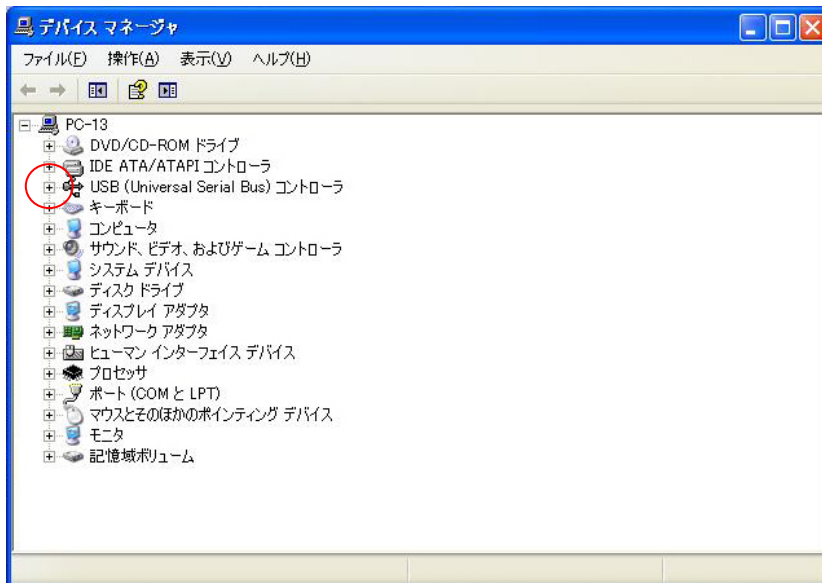 デバイス マネージャ
ファイル(F) 操作(A) 表示(V) ヘルプ(H)
PC-13
DVD/CD-ROM ドライブ
IDE ATA/ATAPI コントローラ
USB (Universal Serial Bus) コントローラ
キーボード
コンピュータ
サウンド、ビデオ、およびゲーム コントローラ
システム デバイス
ディスク ドライブ
ディスプレイ アダプタ
ネットワーク アダプタ
ヒューマン インターフェイス デバイス
プロセッサ
ポート (COM と LPT)
マウスとそのほかのポインティング デバイス
モニタ
記憶域ボリューム